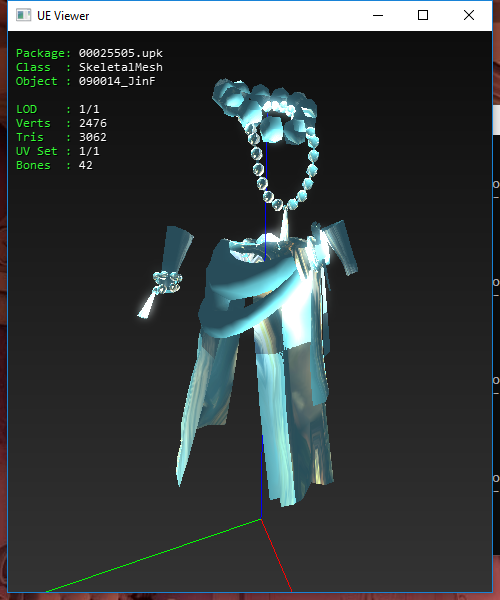 UE Viewer
Package: 00025505.upk
Class : SkeletalMesh
Object : 090014_JinF
LOD : 1/1
Verts : 2476
Tris : 3062
UV Set : 1/1
Bones : 42